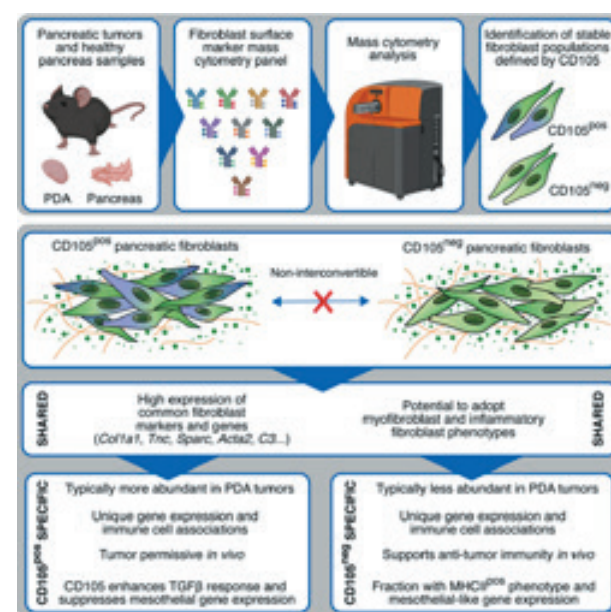 Pancreatic tumors
and healthy
pancreas samples
PDA Pancreas
Fibroblast surface
marker mass
cytometry panel
Mass cytometry
analysis
Identification of stable
fibroblast populations
defined by CD105
CD105pos
CD105neg
CD105pos pancreatic fibroblasts
Non-interconvertible
CD105neg pancreatic fibroblasts
SHARED
High expression of
common fibroblast
markers and genes
(Col1a1, Tnc, Sparc, Acta2, C3...)
Potential to adopt
myofibroblast and inflammatory
fibroblast phenotypes
SHARED
CD105pos SPECIFIC
Typically more abundant in PDA tumors
Unique gene expression and
immune cell associations
Tumor permissive in vivo
CD105 enhances TGFβ response and
suppresses mesothelial gene expression
CD105neg SPECIFIC
Typically less abundant in PDA tumors
Unique gene expression and
immune cell associations
Supports anti-tumor immunity in vivo
Fraction with MHCIIpos phenotype and
mesothelial-like gene expression